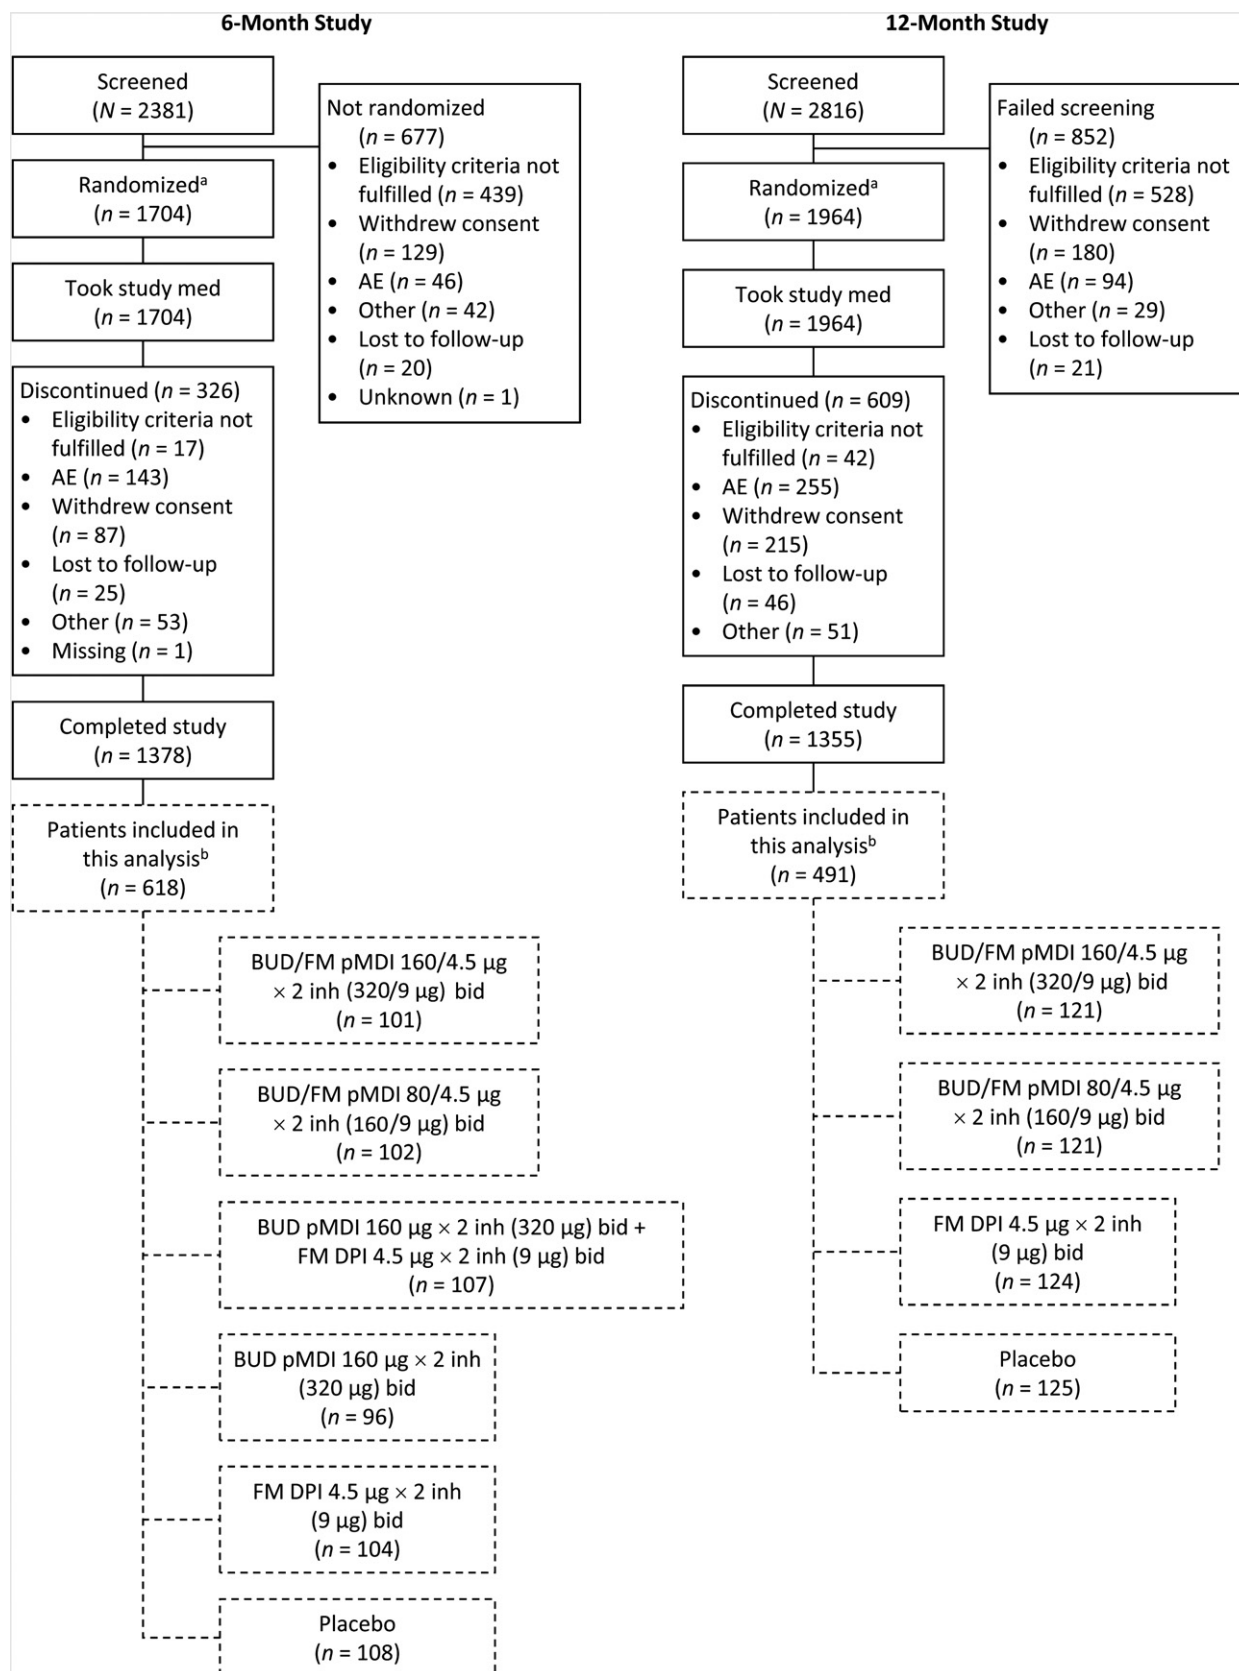 6-Month Study
Screened
(N = 2381)
Not randomized
(n = 677)
• Eligibility criteria not
fulfilled (n = 439)
• Withdrew consent
(n = 129)
• AE (n = 46)
• Other (n = 42)
• Lost to follow-up
(n = 20)
• Unknown (n = 1)
Randomizedᵃ
(n = 1704)
Took study med
(n = 1704)
Discontinued (n = 326)
• Eligibility criteria not
fulfilled (n = 17)
• AE (n = 143)
• Withdrew consent
(n = 87)
• Lost to follow-up
(n = 25)
• Other (n = 53)
• Missing (n = 1)
Completed study
(n = 1378)
Patients included in
this analysisᵇ
(n = 618)
BUD/FM pMDI 160/4.5 µg
× 2 inh (320/9 µg) bid
(n = 101)
BUD/FM pMDI 80/4.5 µg
× 2 inh (160/9 µg) bid
(n = 102)
BUD pMDI 160 µg × 2 inh (320 µg) bid +
FM DPI 4.5 µg × 2 inh (9 µg) bid
(n = 107)
BUD pMDI 160 µg × 2 inh
(320 µg) bid
(n = 96)
FM DPI 4.5 µg × 2 inh
(9 µg) bid
(n = 104)
Placebo
(n = 108)
12-Month Study
Screened
(N = 2816)
Failed screening
(n = 852)
• Eligibility criteria not
fulfilled (n = 528)
• Withdrew consent
(n = 180)
• AE (n = 94)
• Other (n = 29)
• Lost to follow-up
(n = 21)
Randomizedᵃ
(n = 1964)
Took study med
(n = 1964)
Discontinued (n = 609)
• Eligibility criteria not
fulfilled (n = 42)
• AE (n = 255)
• Withdrew consent
(n = 215)
• Lost to follow-up
(n = 46)
• Other (n = 51)
Completed study
(n = 1355)
Patients included in
this analysisᵇ
(n = 491)
BUD/FM pMDI 160/4.5 µg
× 2 inh (320/9 µg) bid
(n = 121)
BUD/FM pMDI 80/4.5 µg
× 2 inh (160/9 µg) bid
(n = 121)
FM DPI 4.5 µg × 2 inh
(9 µg) bid
(n = 124)
Placebo
(n = 125)